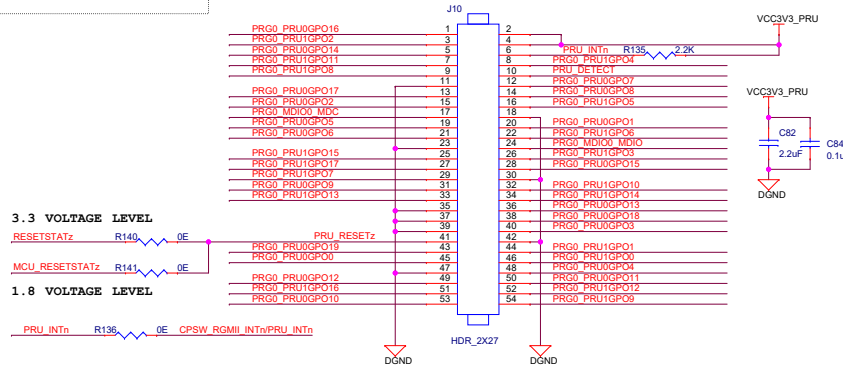 J10
PRG0_PRU0GPO16 1 2
PRG0_PRU1GPO2 3 4
PRG0_PRU0GPO14 5 6 PRU_INTn R135 2.2K VCC3V3_PRU
PRG0_PRU1GPO11 7 8 PRG0_PRU1GPO4
PRG0_PRU1GPO8 9 10 PRU_DETECT
11 12 PRG0_PRU0GPO7
PRG0_PRU0GPO17 13 14 PRG0_PRU0GPO8
PRG0_PRU0GPO2 15 16 PRG0_PRU1GPO5
PRG0_MDIO0_MDC 17 18
PRG0_PRU0GPO5 19 20 PRG0_PRU0GPO1
PRG0_PRU0GPO6 21 22 PRG0_PRU1GPO6
23 24 PRG0_MDIO0_MDIO
PRG0_PRU1GPO15 25 26 PRG0_PRU1GPO3
PRG0_PRU1GPO17 27 28 PRG0_PRU0GPO15
PRG0_PRU1GPO7 29 30
PRG0_PRU0GPO9 31 32 PRG0_PRU1GPO10
PRG0_PRU1GPO13 33 34 PRG0_PRU1GPO14
35 36 PRG0_PRU0GPO13
37 38 PRG0_PRU0GPO18
39 40 PRG0_PRU0GPO3
PRU_RESETz 41 42
PRG0_PRU0GPO19 43 44 PRG0_PRU1GPO1
PRG0_PRU0GPO0 45 46 PRG0_PRU1GPO0
47 48 PRG0_PRU0GPO4
PRG0_PRU0GPO12 49 50 PRG0_PRU0GPO11
PRG0_PRU1GPO16 51 52 PRG0_PRU1GPO12
PRG0_PRU0GPO10 53 54 PRG0_PRU1GPO9
HDR_2X27
DGND
DGND
VCC3V3_PRU
C82
2.2uF
C84
0.1u
DGND
3.3 VOLTAGE LEVEL
RESETSTATz R140 0E
MCU_RESETSTATz R141 0E
1.8 VOLTAGE LEVEL
PRU_INTn R136 0E CPSW_RGMII_INTn/PRU_INTn